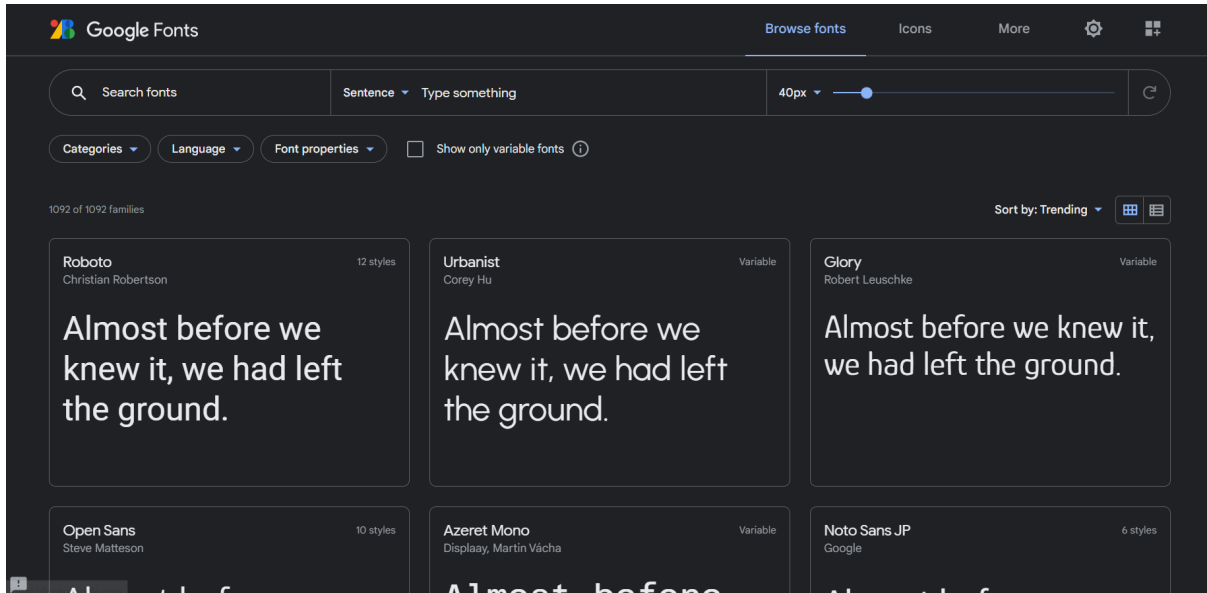 Google Fonts
Browse fonts
Icons
More
Search fonts
Sentence
Type something
40px
Categories
Language
Font properties
Show only variable fonts
1092 of 1092 families
Sort by: Trending
Roboto
12 styles
Christian Robertson
Almost before we
knew it, we had left
the ground.
Urbanist
Variable
Corey Hu
Almost before we
knew it, we had left
the ground.
Glory
Variable
Robert Leuschke
Almost before we knew it,
we had left the ground.
Open Sans
10 styles
Steve Matteson
Azeret Mono
Variable
Displaay, Martin Vácha
Almost before
Noto Sans JP
6 styles
Google